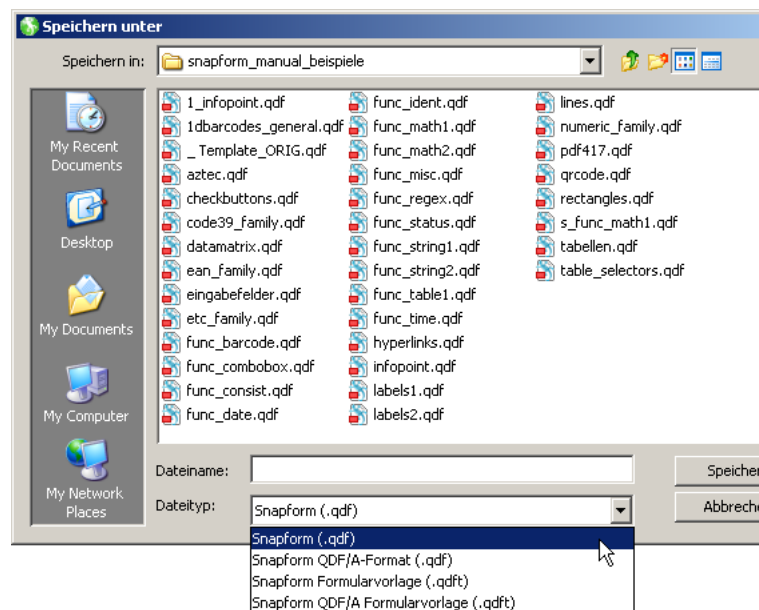 Speichern unter
Speichern in:
snapform_manual_beispiele
My Recent
Documents
Desktop
My Documents
My Computer
My Network
Places
1_infopoint.qdf
1dbarcodes_general.qdf
_Template_ORIG.qdf
aztec.qdf
checkbuttons.qdf
code39_family.qdf
datamatrix.qdf
ean_family.qdf
eingabefelder.qdf
etc_family.qdf
func_barcode.qdf
func_combobox.qdf
func_consist.qdf
func_date.qdf
func_ident.qdf
func_math1.qdf
func_math2.qdf
func_misc.qdf
func_regex.qdf
func_status.qdf
func_string1.qdf
func_string2.qdf
func_table1.qdf
func_time.qdf
hyperlinks.qdf
infopoint.qdf
labels1.qdf
labels2.qdf
lines.qdf
numeric_family.qdf
pdf417.qdf
qrcode.qdf
rectangles.qdf
s_func_math1.qdf
tabellen.qdf
table_selectors.qdf
Dateiname:
Speicher
Dateityp:
Snapform (.qdf)
Abbreche
Snapform (.qdf)
Snapform QDF/A-Format (.qdf)
Snapform Formularvorlage (.qdft)
Snapform QDF/A Formularvorlage (.qdft)